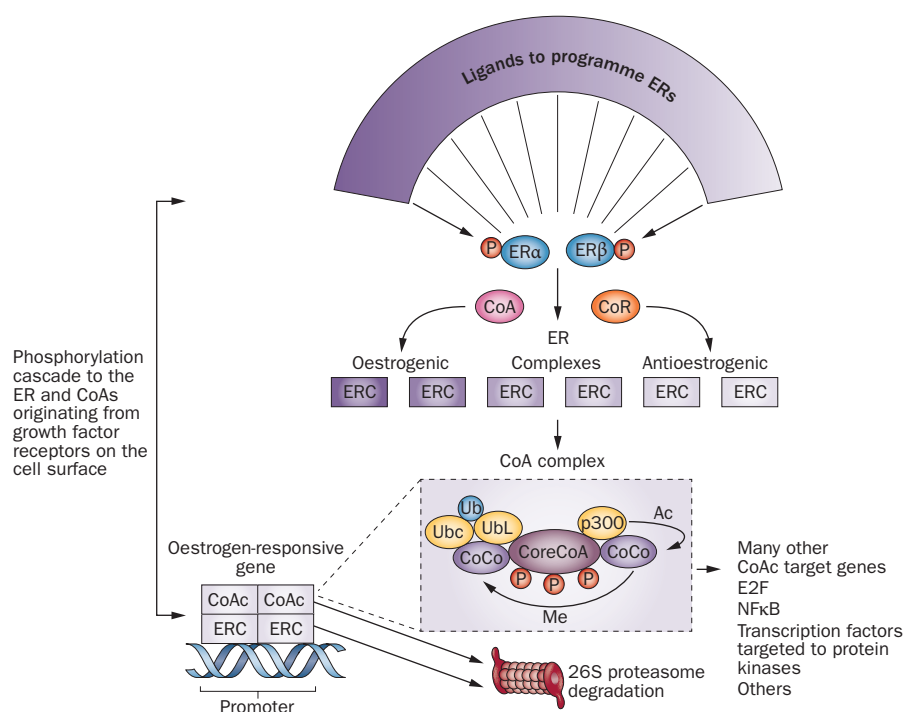 Ligands to programme ERs
P
ERα
ERβ
P
CoA
CoR
ER
Oestrogenic
Complexes
Antioestrogenic
ERC
ERC
ERC
ERC
ERC
ERC
Phosphorylation
cascade to the
ER and CoAs
originating from
growth factor
receptors on the
cell surface
CoA complex
Ub
Ubc
UbL
p300
Ac
CoCo
CoreCoA
CoCo
P
P
P
Me
Oestrogen-responsive
gene
CoAc
CoAc
ERC
ERC
Promoter
26S proteasome
degradation
Many other
CoAc target genes
E2F
NFκB
Transcription factors
targeted to protein
kinases
Others